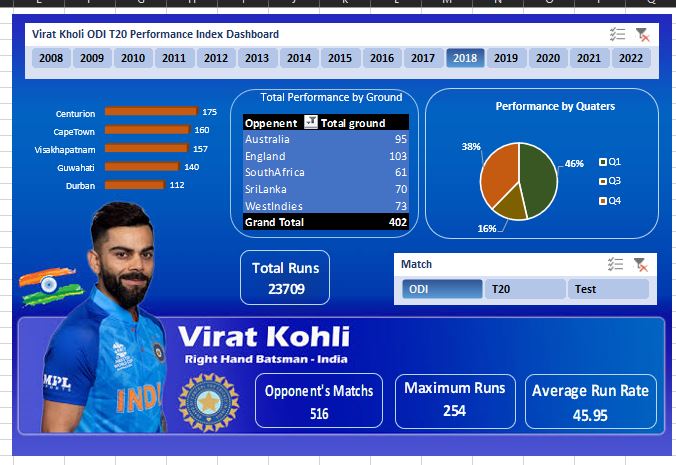 Virat Kholi ODI T20 Performance Index Dashboard
2008 2009 2010 2011 2012 2013 2014 2015 2016 2017 2018 2019 2020 2021 2022
Centurion 175
CapeTown 160
Visakhapatnam 157
Guwahati 140
Durban 112
Total Performance by Ground
Oppenent Total ground
Australia 95
England 103
SouthAfrica 61
SriLanka 70
WestIndies 73
Grand Total 402
Performance by Quaters
38%
46%
16%
Q1
Q3
Q4
Total Runs
23709
Match
ODI T20 Test
Virat Kohli
Right Hand Batsman - India
MPL
INDI
Opponent's Matchs
516
Maximum Runs
254
Average Run Rate
45.95